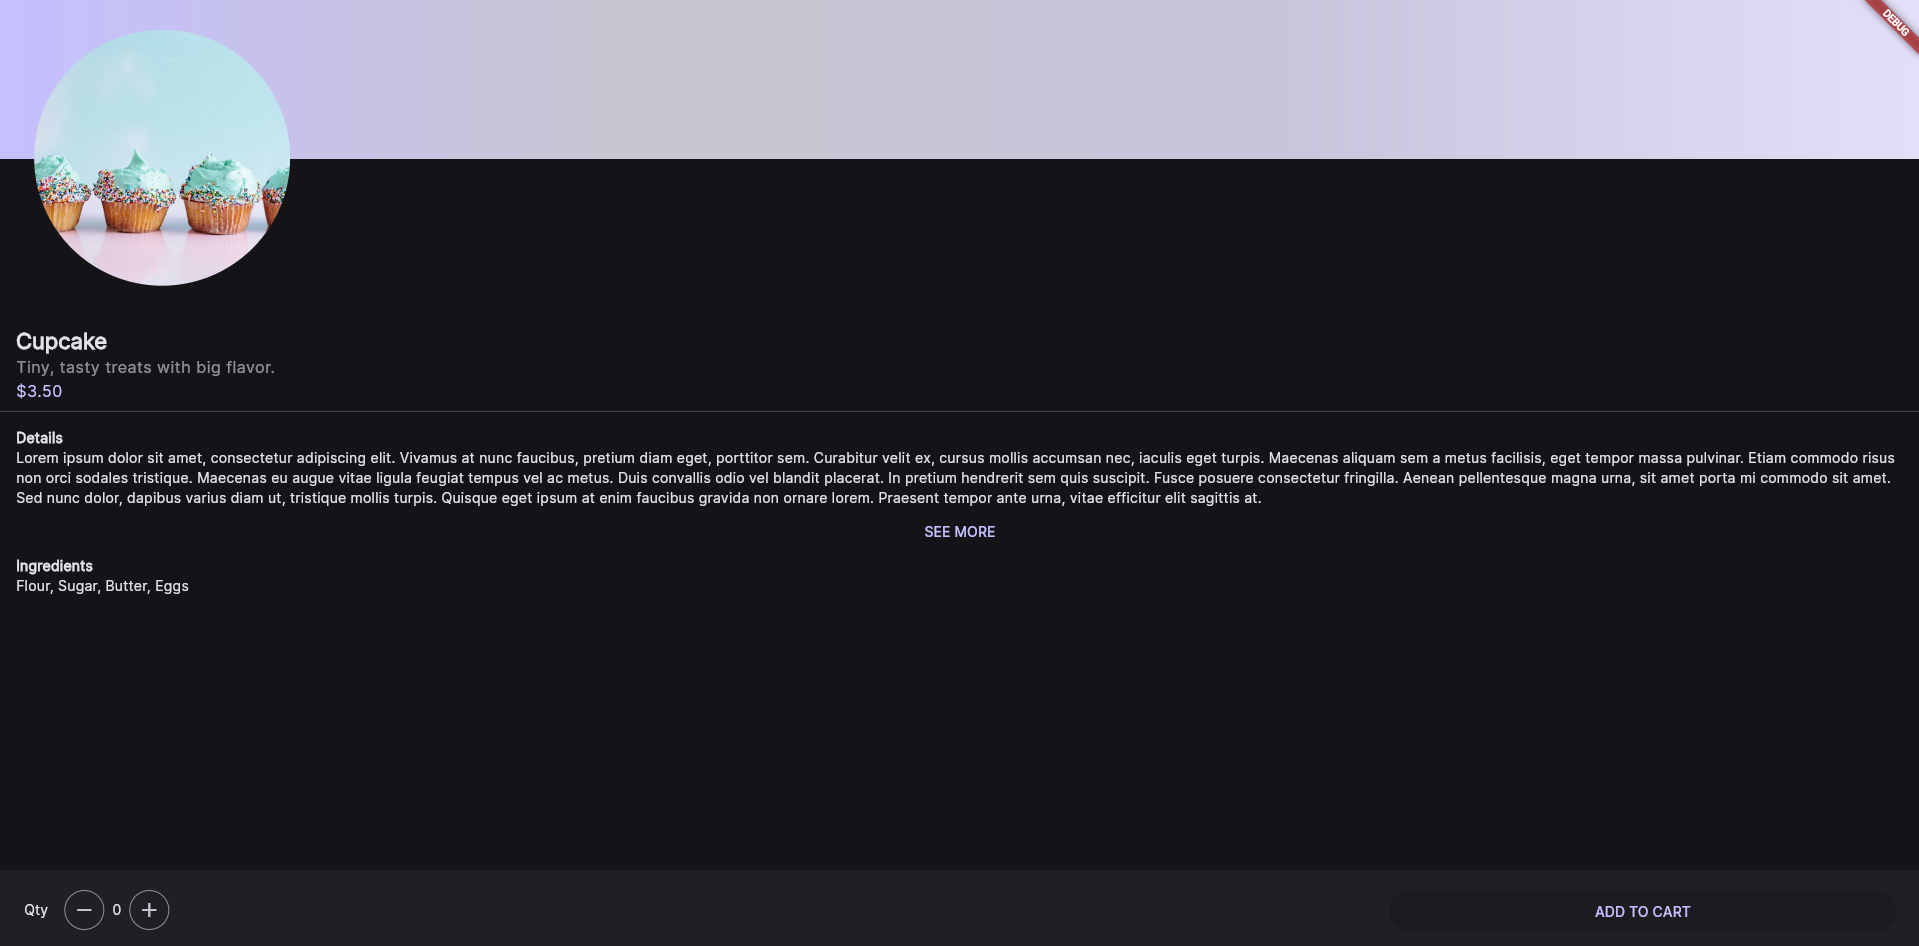 DEBUG
Cupcake
Tiny, tasty treats with big flavor.
$3.50
Details
Lorem ipsum dolor sit amet, consectetur adipiscing elit. Vivamus at nunc faucibus, pretium diam eget, porttitor sem. Curabitur velit ex, cursus mollis accumsan nec, iaculis eget turpis. Maecenas aliquam sem a metus facilisis, eget tempor massa pulvinar. Etiam commodo risus
non orci sodales tristique. Maecenas eu augue vitae ligula feugiat tempus vel ac metus. Duis convallis odio vel blandit placerat. In pretium hendrerit sem quis suscipit. Fusce posuere consectetur fringilla. Aenean pellentesque magna urna, sit amet porta mi commodo sit amet.
Sed nunc dolor, dapibus varius diam ut, tristique mollis turpis. Quisque eget ipsum at enim faucibus gravida non ornare lorem. Praesent tempor ante urna, vitae efficitur elit sagittis at.
SEE MORE
Ingredients
Flour, Sugar, Butter, Eggs
Qty 0 ADD TO CART